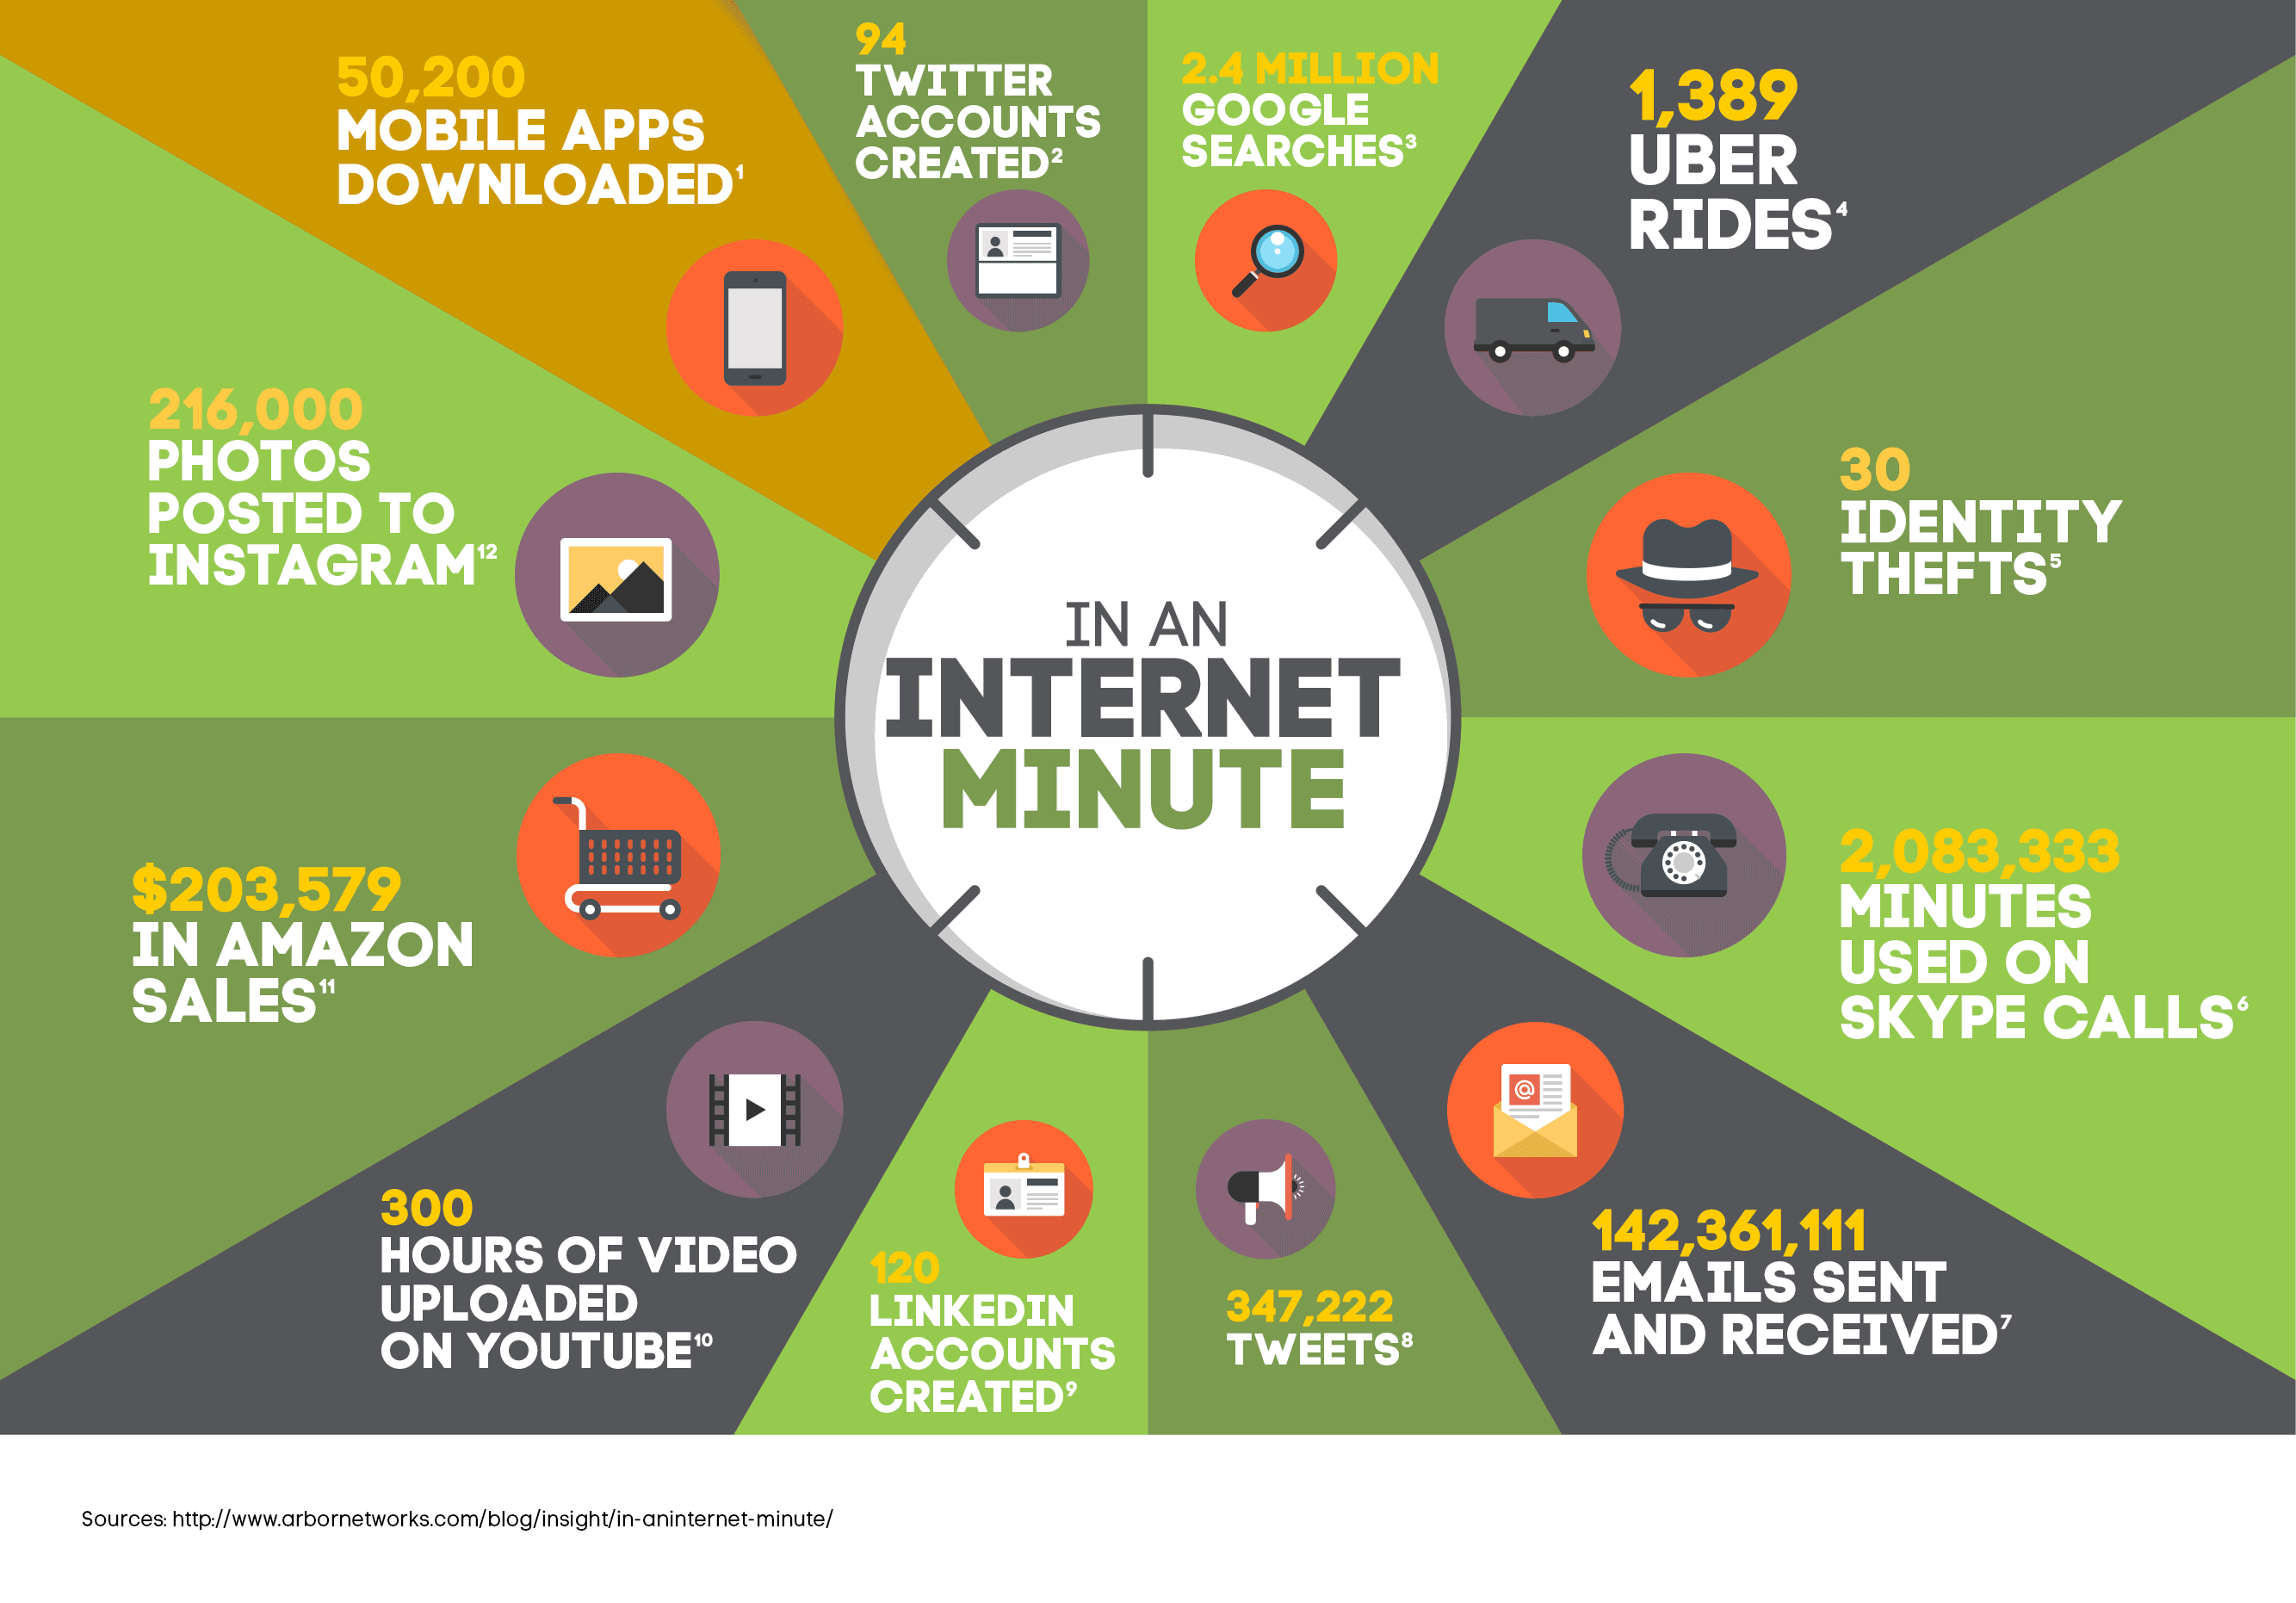 50,200
MOBILE APPS
DOWNLOADED¹
94
TWITTER
ACCOUNTS
CREATED²
2.4 MILLION
GOOGLE
SEARCHES³
1,389
UBER
RIDES⁴
30
IDENTITY
THEFTS⁵
2,083,333
MINUTES
USED ON
SKYPE CALLS⁶
142,361,111
EMAILS SENT
AND RECEIVED⁷
347,222
TWEETS⁸
120
LINKEDIN
ACCOUNTS
CREATED⁹
300
HOURS OF VIDEO
UPLOADED
ON YOUTUBE¹⁰
$203,579
IN AMAZON
SALES¹¹
216,000
PHOTOS
POSTED TO
INSTAGRAM¹²
IN AN
INTERNET
MINUTE
@
Sources: http://www.arbornetworks.com/blog/insight/in-aninternet-minute/